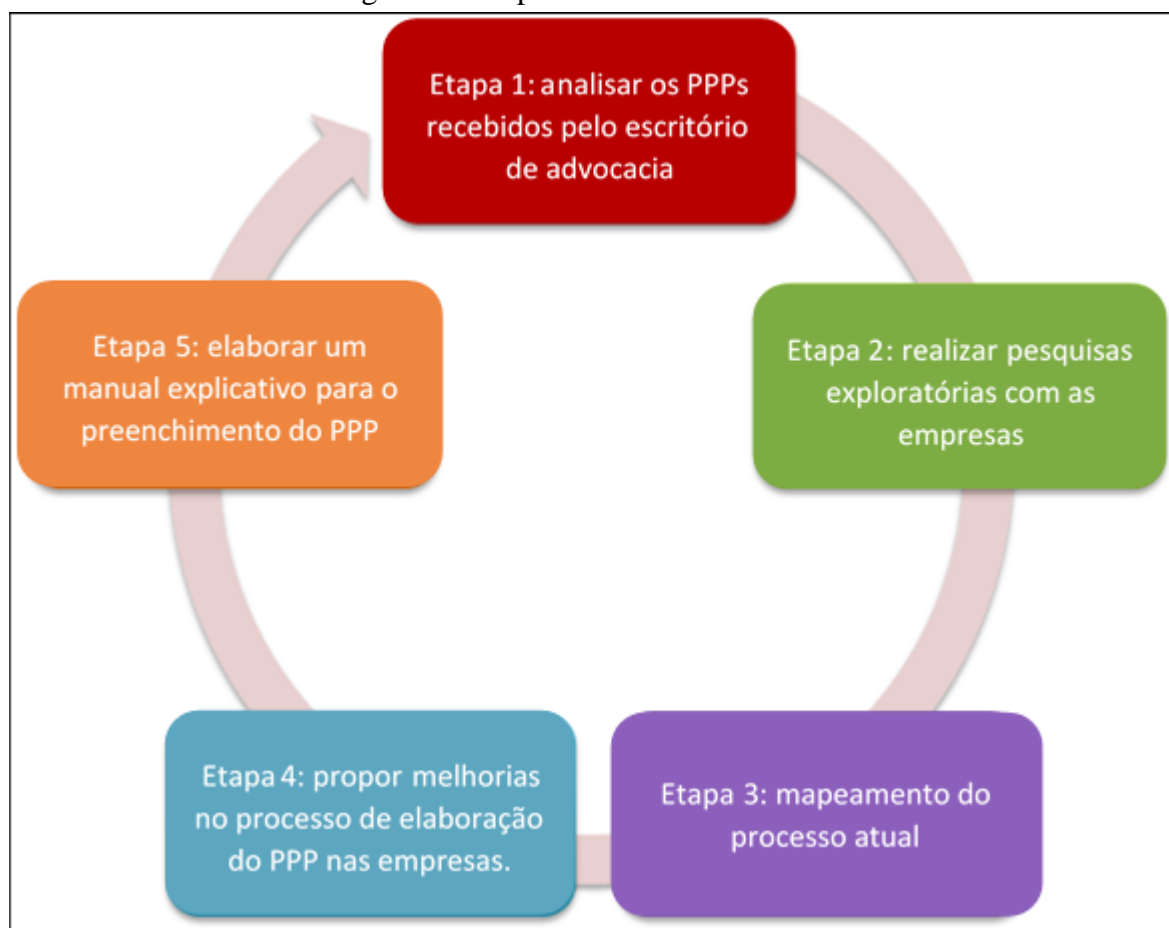 Etapa 1: analisar os PPPs
recebidos pelo escritório
de advocacia
Etapa 2: realizar pesquisas
exploratórias com as
empresas
Etapa 3: mapeamento do
processo atual
Etapa 4: propor melhorias
no processo de elaboração
do PPP nas empresas.
Etapa 5: elaborar um
manual explicativo para o
preenchimento do PPP